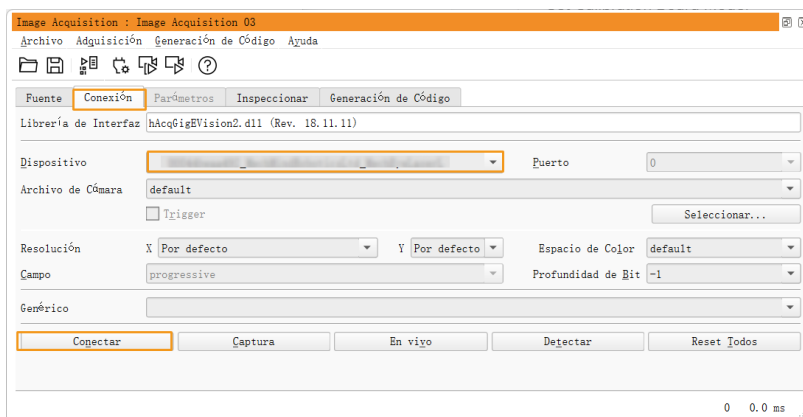 Image Acquisition : Image Acquisition 03
Archivo Adquisición Generación de Código Ayuda
Fuente Conexión Parámetros Inspeccionar Generación de Código
Librería de Interfaz hAcqGigEVision2.dll (Rev. 18.11.11)
Dispositivo Puerto 0
Archivo de Cámara default
Trigger Seleccionar...
Resolución X Por defecto Y Por defecto Espacio de Color default
Campo progressive Profundidad de Bit -1
Genérico
Conectar Captura En vivo Detectar Reset Todos
0 0.0 ms